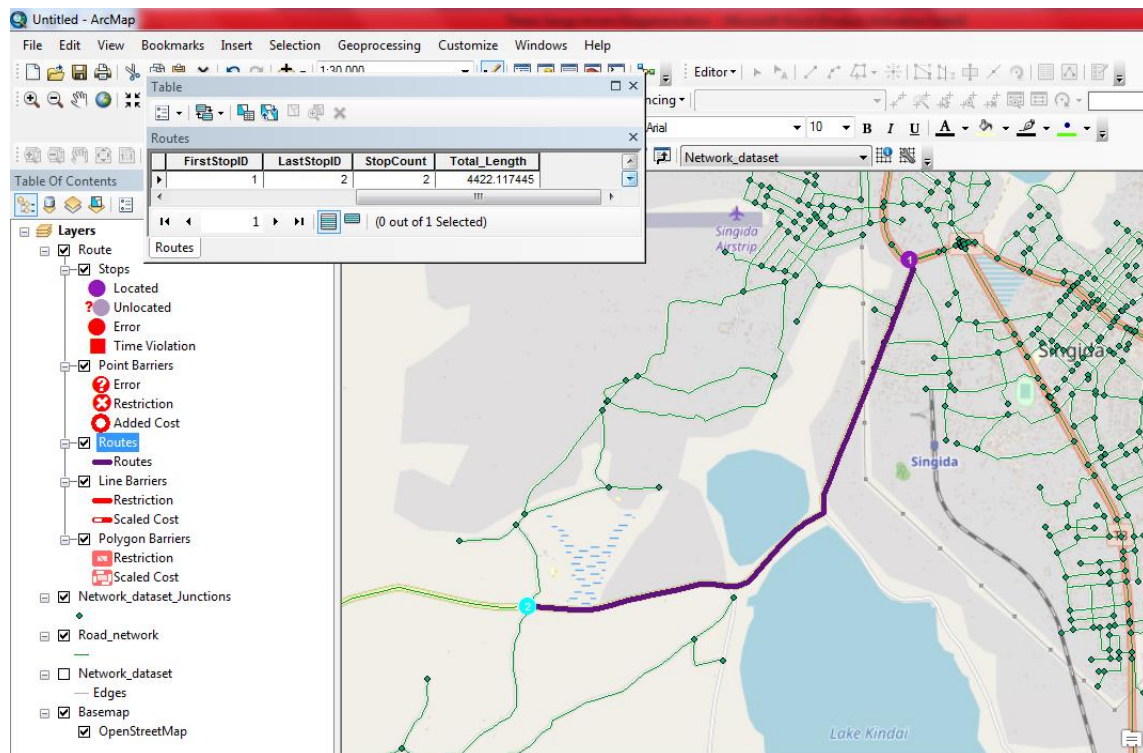 Untitled - ArcMap
File Edit View Bookmarks Insert Selection Geoprocessing Customize Windows Help
1:30,000
Editor
Table
ncing
Routes
Arial 10 B I U A
FirstStopID LastStopID StopCount Total_Length
1 2 2 4422.117445
Network_dataset
1 (0 out of 1 Selected)
Routes
Table Of Contents
Layers
Route
Stops
Located
? Unlocated
Error
Time Violation
Point Barriers
? Error
Restriction
Added Cost
Routes
Routes
Line Barriers
Restriction
Scaled Cost
Polygon Barriers
Restriction
Scaled Cost
Network_dataset_Junctions
Road_network
Network_dataset
Edges
Basemap
OpenStreetMap
Singida
Airstrip
1
Singida
Singida
2
Lake Kindai